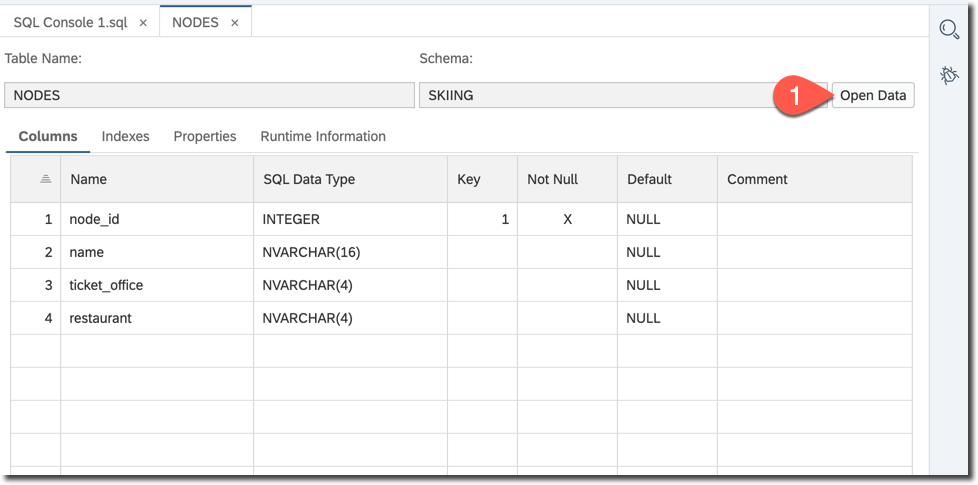 SQL Console 1.sql × NODES ×
Table Name: Schema:
NODES SKIING 1 Open Data
Columns Indexes Properties Runtime Information
Name SQL Data Type Key Not Null Default Comment
1 node_id INTEGER 1 X NULL
2 name NVARCHAR(16) NULL
3 ticket_office NVARCHAR(4) NULL
4 restaurant NVARCHAR(4) NULL